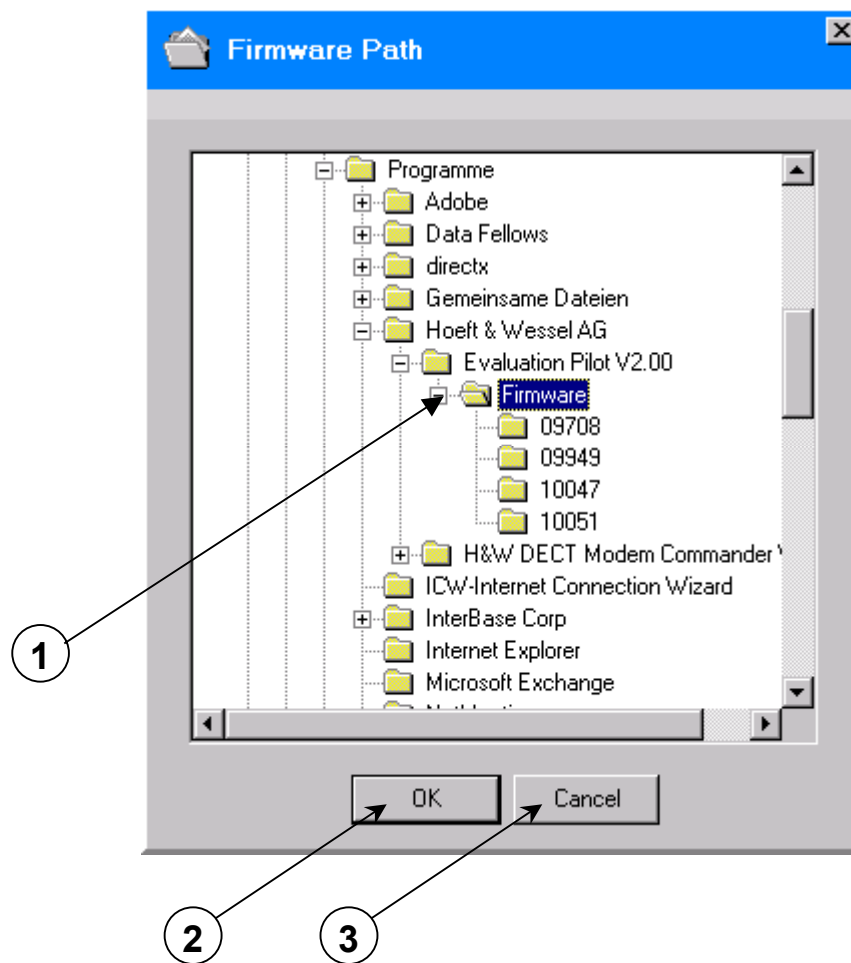 Firmware Path
Programme
Adobe
Data Fellows
directx
Gemeinsame Dateien
Hoeft & Wessel AG
Evaluation Pilot V2.00
Firmware
09708
09949
10047
10051
H&W DECT Modem Commander
ICW-Internet Connection Wizard
InterBase Corp
Internet Explorer
Microsoft Exchange
OK
Cancel
1
2
3